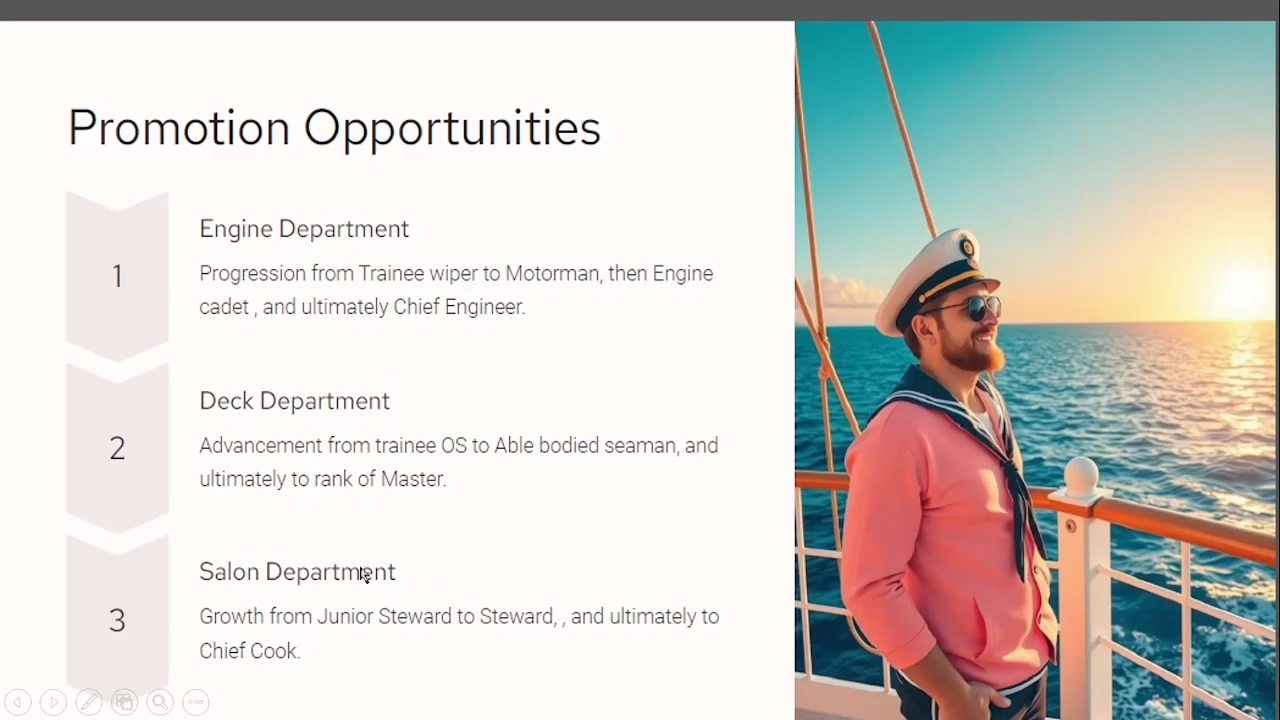 Promotion Opportunities
1
Engine Department
Progression from Trainee wiper to Motorman, then Engine
cadet , and ultimately Chief Engineer.
2
Deck Department
Advancement from trainee OS to Able bodied seaman, and
ultimately to rank of Master.
3
Salon Department
Growth from Junior Steward to Steward, , and ultimately to
Chief Cook.